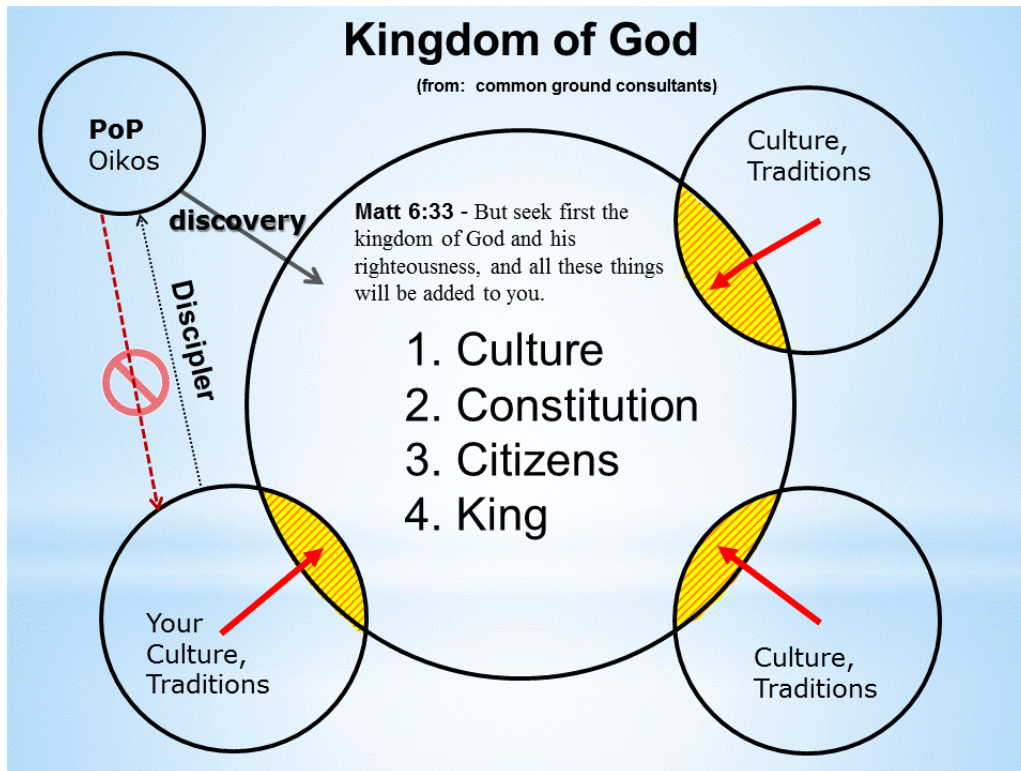 Kingdom of God
(from:  common ground consultants)
PoP
Oikos
discovery
Discipler
Matt 6:33 - But seek first the
kingdom of God and his
righteousness, and all these things
will be added to you.
1. Culture
2. Constitution
3. Citizens
4. King
Culture,
Traditions
Your
Culture,
Traditions
Culture,
Traditions